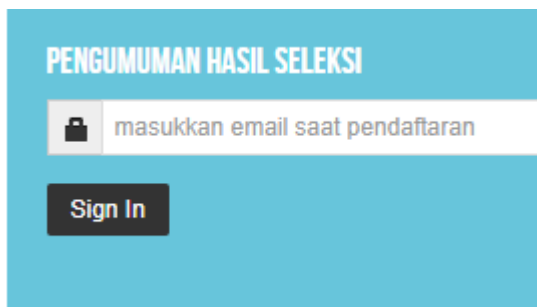 PENGUMUMAN HASIL SELEKSI
masukkan email saat pendaftaran
Sign In